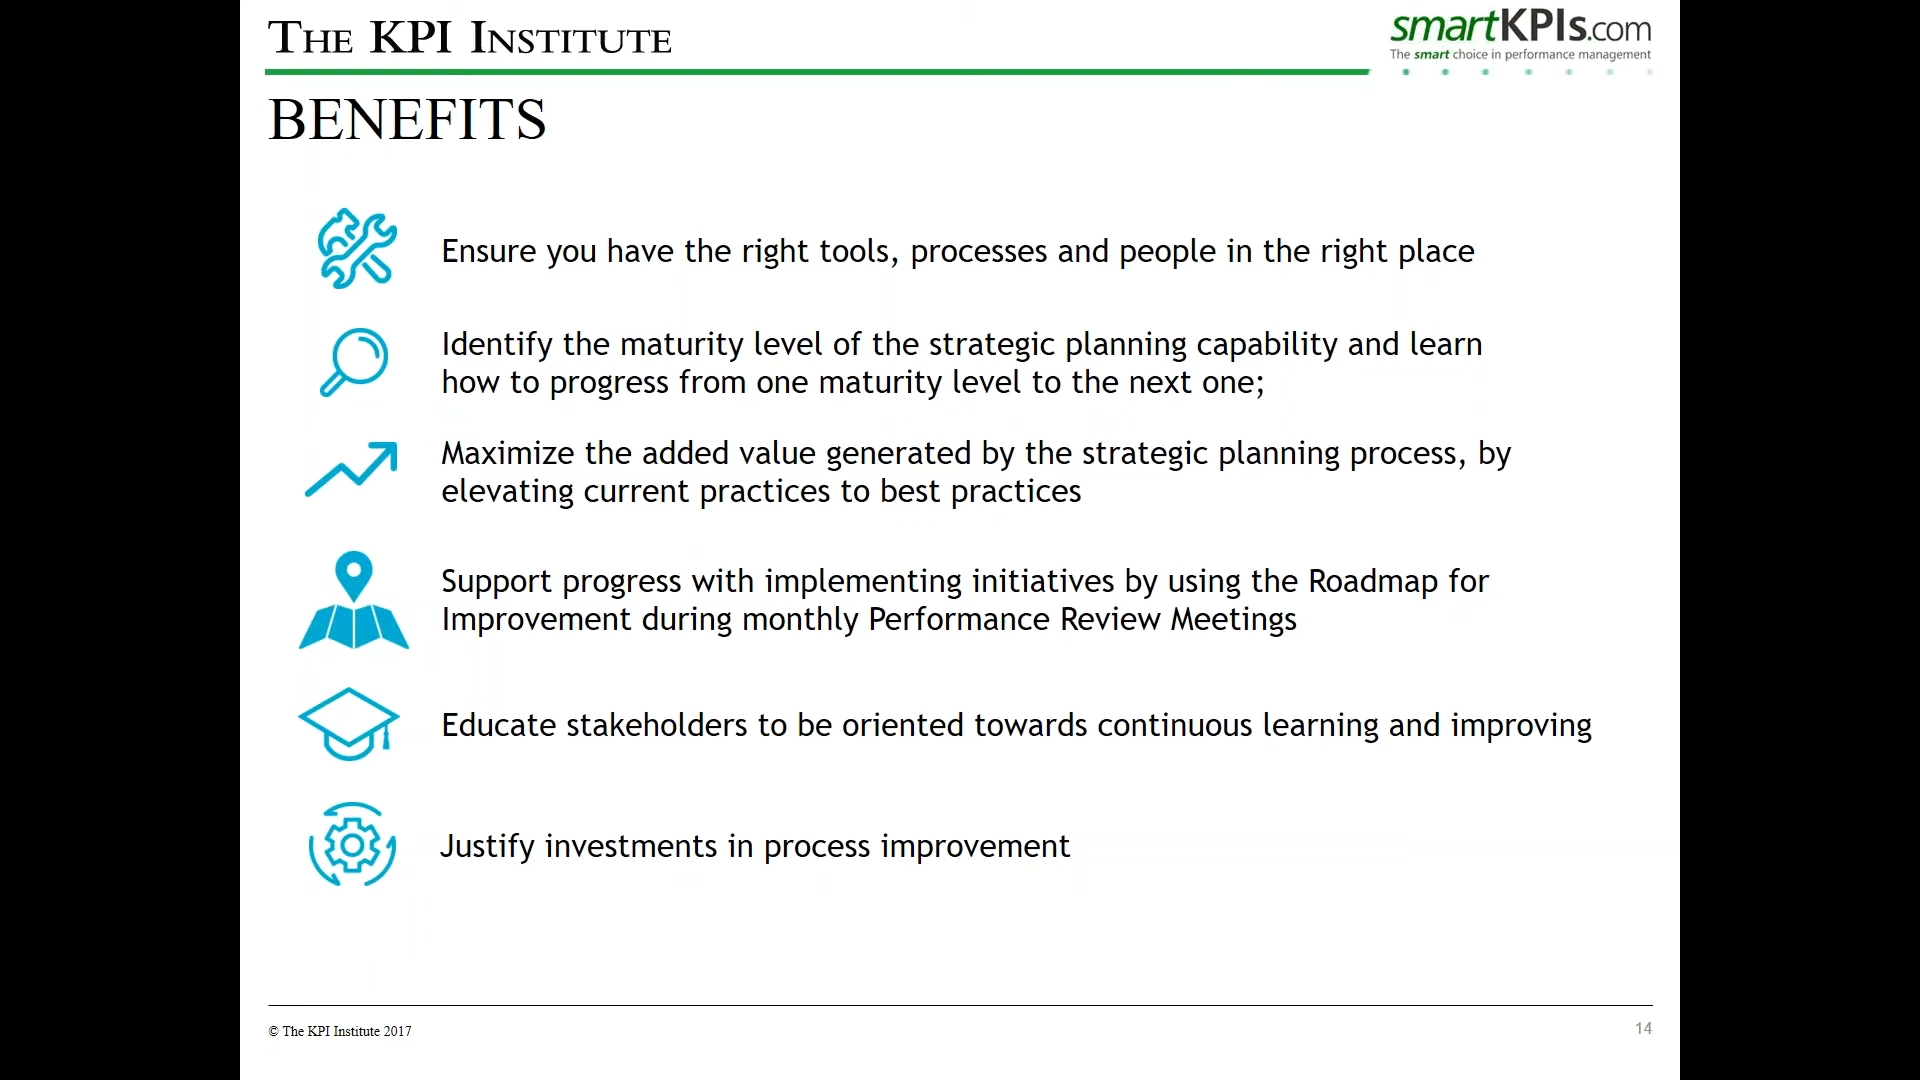 THE KPI INSTITUTE
smartKPIs.com
The smart choice in performance management
BENEFITS
Ensure you have the right tools, processes and people in the right place
Identify the maturity level of the strategic planning capability and learn
how to progress from one maturity level to the next one;
Maximize the added value generated by the strategic planning process, by
elevating current practices to best practices
Support progress with implementing initiatives by using the Roadmap for
Improvement during monthly Performance Review Meetings
Educate stakeholders to be oriented towards continuous learning and improving
Justify investments in process improvement
© The KPI Institute 2017
14